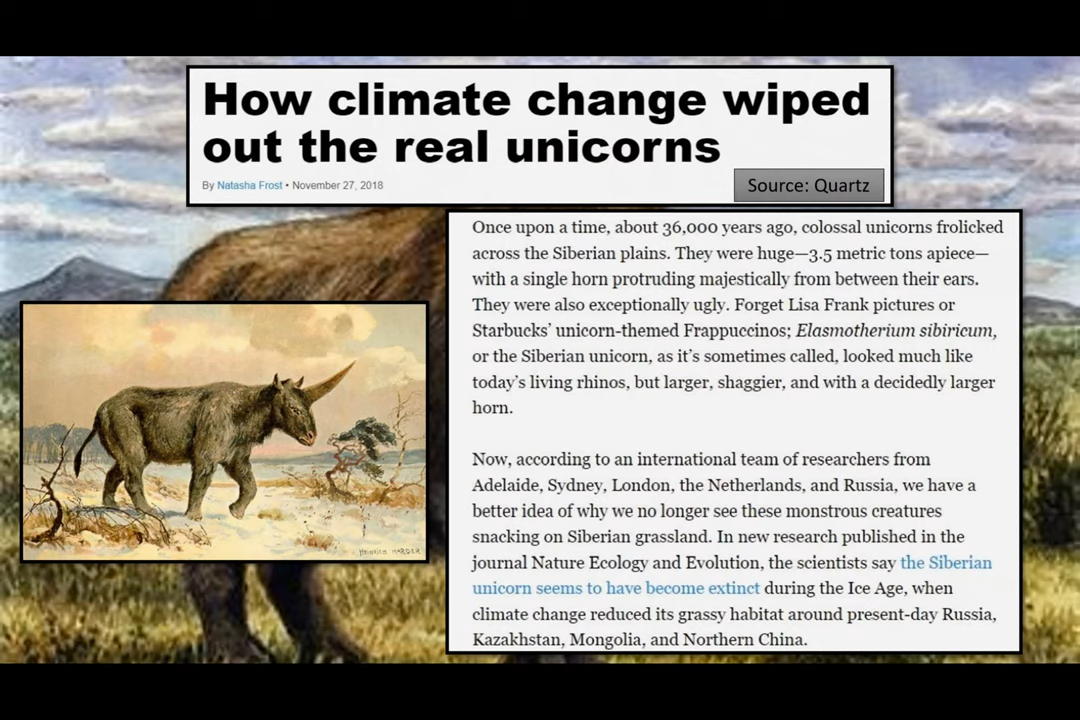 How climate change wiped
out the real unicorns
By Natasha Frost • November 27, 2018
Source: Quartz
Once upon a time, about 36,000 years ago, colossal unicorns frolicked
across the Siberian plains. They were huge—3.5 metric tons apiece—
with a single horn protruding majestically from between their ears.
They were also exceptionally ugly. Forget Lisa Frank pictures or
Starbucks’ unicorn-themed Frappuccinos; Elasmotherium sibiricum,
or the Siberian unicorn, as it’s sometimes called, looked much like
today’s living rhinos, but larger, shaggier, and with a decidedly larger
horn.
Now, according to an international team of researchers from
Adelaide, Sydney, London, the Netherlands, and Russia, we have a
better idea of why we no longer see these monstrous creatures
snacking on Siberian grassland. In new research published in the
journal Nature Ecology and Evolution, the scientists say the Siberian
unicorn seems to have become extinct during the Ice Age, when
climate change reduced its grassy habitat around present-day Russia,
Kazakhstan, Mongolia, and Northern China.
Heinrich HARDER